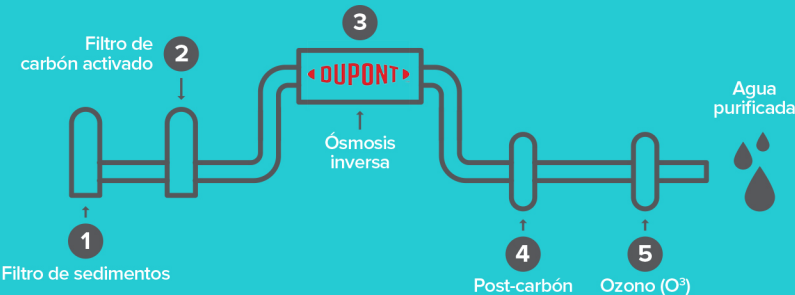 1
Filtro de sedimentos
Filtro de
carbón activado
2
3
DUPONT
Ósmosis
inversa
4
Post-carbón
5
Ozono (O³)
Agua
purificada